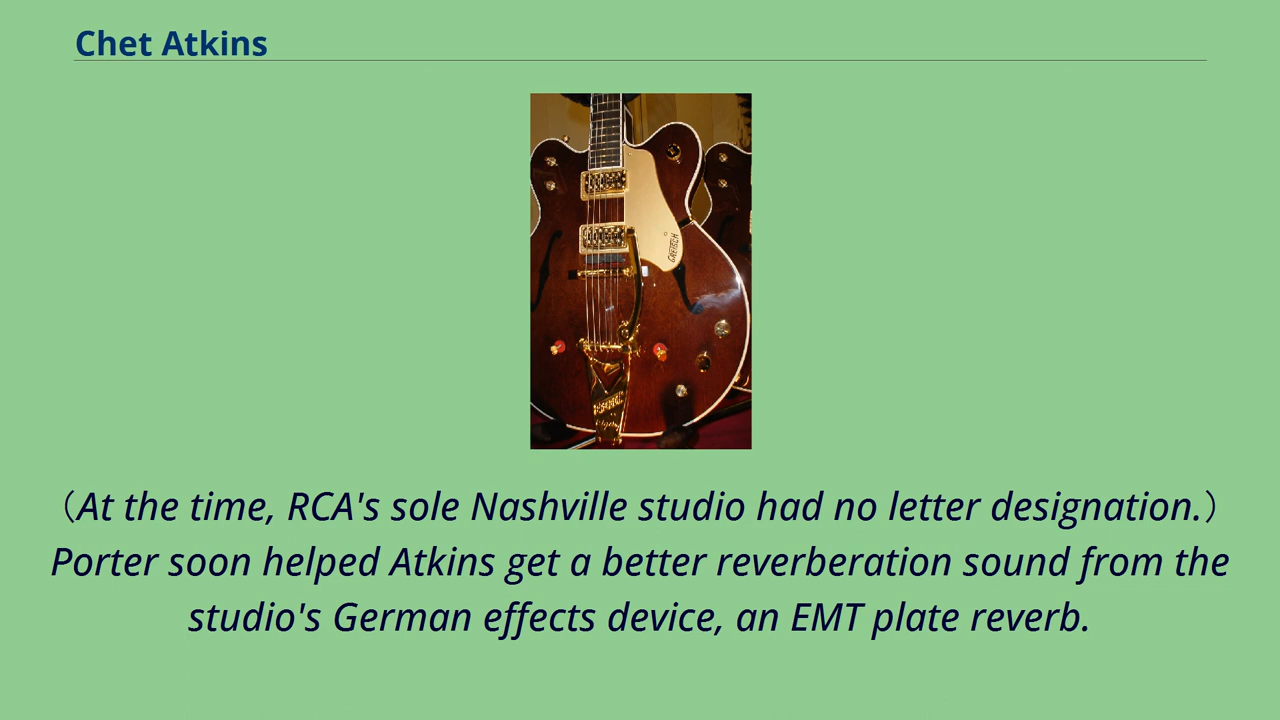 Chet Atkins
GRETSCH
（At the time, RCA's sole Nashville studio had no letter designation.）
Porter soon helped Atkins get a better reverberation sound from the
studio's German effects device, an EMT plate reverb.